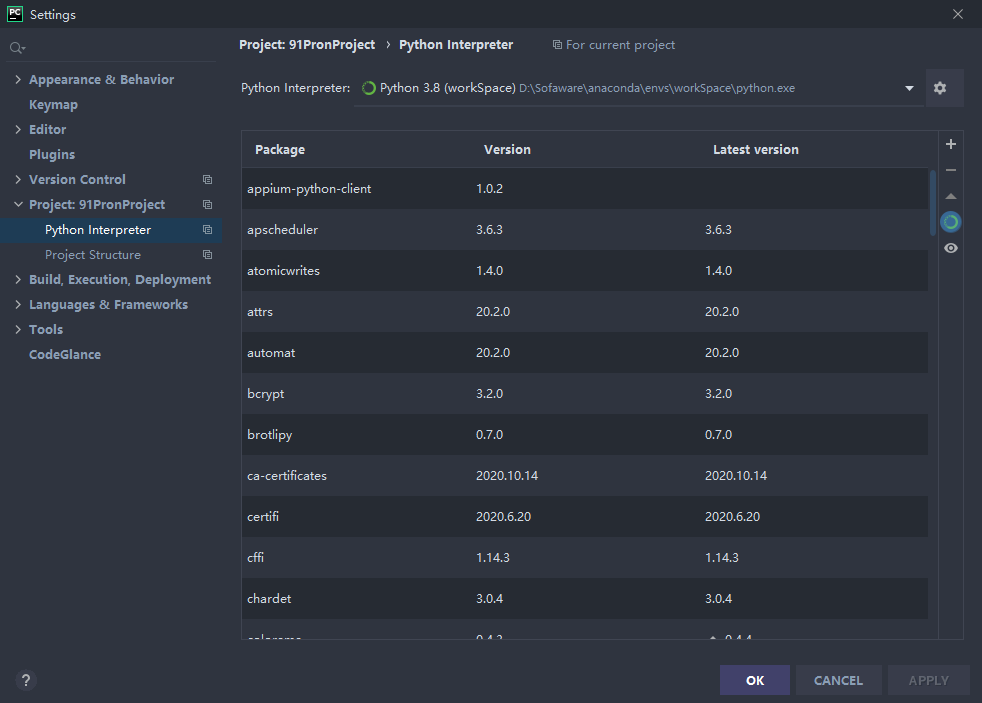 PC Settings
Project: 91PronProject › Python Interpreter For current project
Appearance & Behavior
Keymap
Editor
Plugins
Version Control
Project: 91PronProject
Python Interpreter
Project Structure
Build, Execution, Deployment
Languages & Frameworks
Tools
CodeGlance
Python Interpreter: Python 3.8 (workSpace) D:\Sofaware\anaconda\envs\workSpace\python.exe
Package Version Latest version
appium-python-client 1.0.2
apscheduler 3.6.3 3.6.3
atomicwrites 1.4.0 1.4.0
attrs 20.2.0 20.2.0
automat 20.2.0 20.2.0
bcrypt 3.2.0 3.2.0
brotlipy 0.7.0 0.7.0
ca-certificates 2020.10.14 2020.10.14
certifi 2020.6.20 2020.6.20
cffi 1.14.3 1.14.3
chardet 3.0.4 3.0.4
? OK CANCEL APPLY